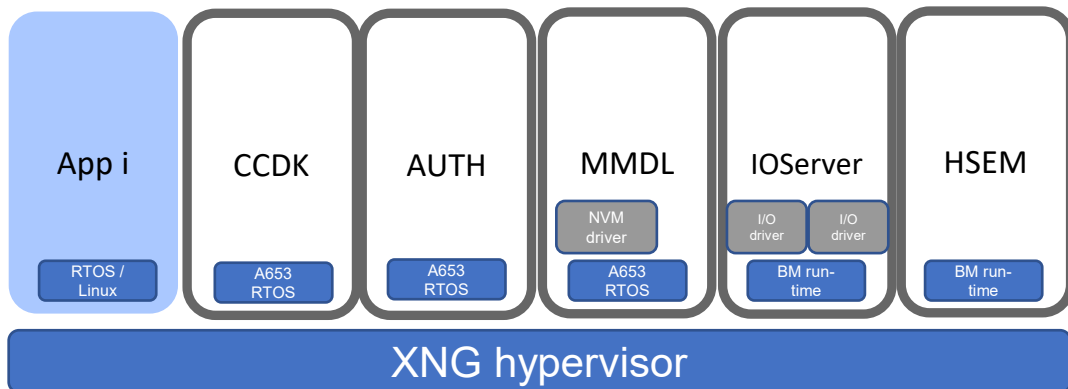 App i
CCDK
AUTH
MMDL
IOServer
HSEM
NVM
driver
I/O
driver
I/O
driver
RTOS /
Linux
A653
RTOS
A653
RTOS
A653
RTOS
BM run-
time
BM run-
time
XNG hypervisor